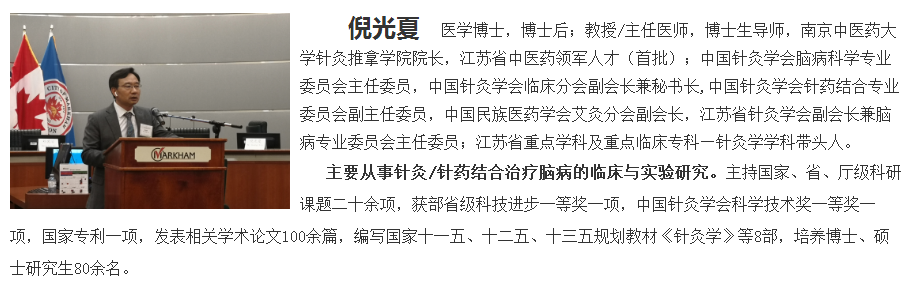 倪光夏 医学博士，博士后；教授/主任医师，博士生导师，南京中医药大
学针灸推拿学院院长，江苏省中医药领军人才（首批）；中国针灸学会脑病科学专业
委员会主任委员，中国针灸学会临床分会副会长兼秘书长,中国针灸学会针药结合专业
委员会副主任委员，中国民族医药学会艾灸分会副会长，江苏省针灸学会副会长兼脑
病专业委员会主任委员；江苏省重点学科及重点临床专科—针灸学学科带头人。
主要从事针灸/针药结合治疗脑病的临床与实验研究。主持国家、省、厅级科研
课题二十余项，获部省级科技进步一等奖一项，中国针灸学会科学技术奖一等奖一
项，国家专利一项，发表相关学术论文100余篇，编写国家十一五、十二五、十三五规划教材《针灸学》等8部，培养博士、硕
士研究生80余名。
MARKHAM